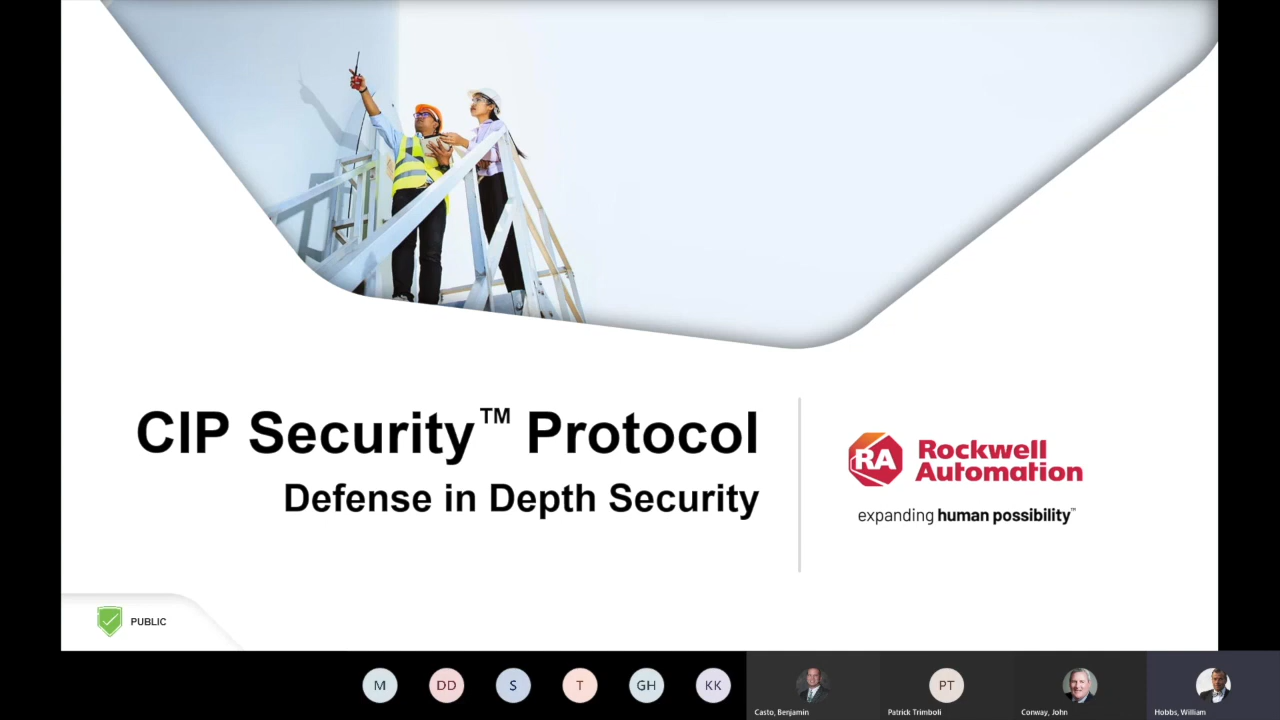 CIP Security™ Protocol
Defense in Depth Security
RA
Rockwell
Automation
expanding human possibility™
PUBLIC
M
DD
S
T
GH
KK
PT
Casto, Benjamin
Patrick Trimboli
Conway, John
Hobbs, William